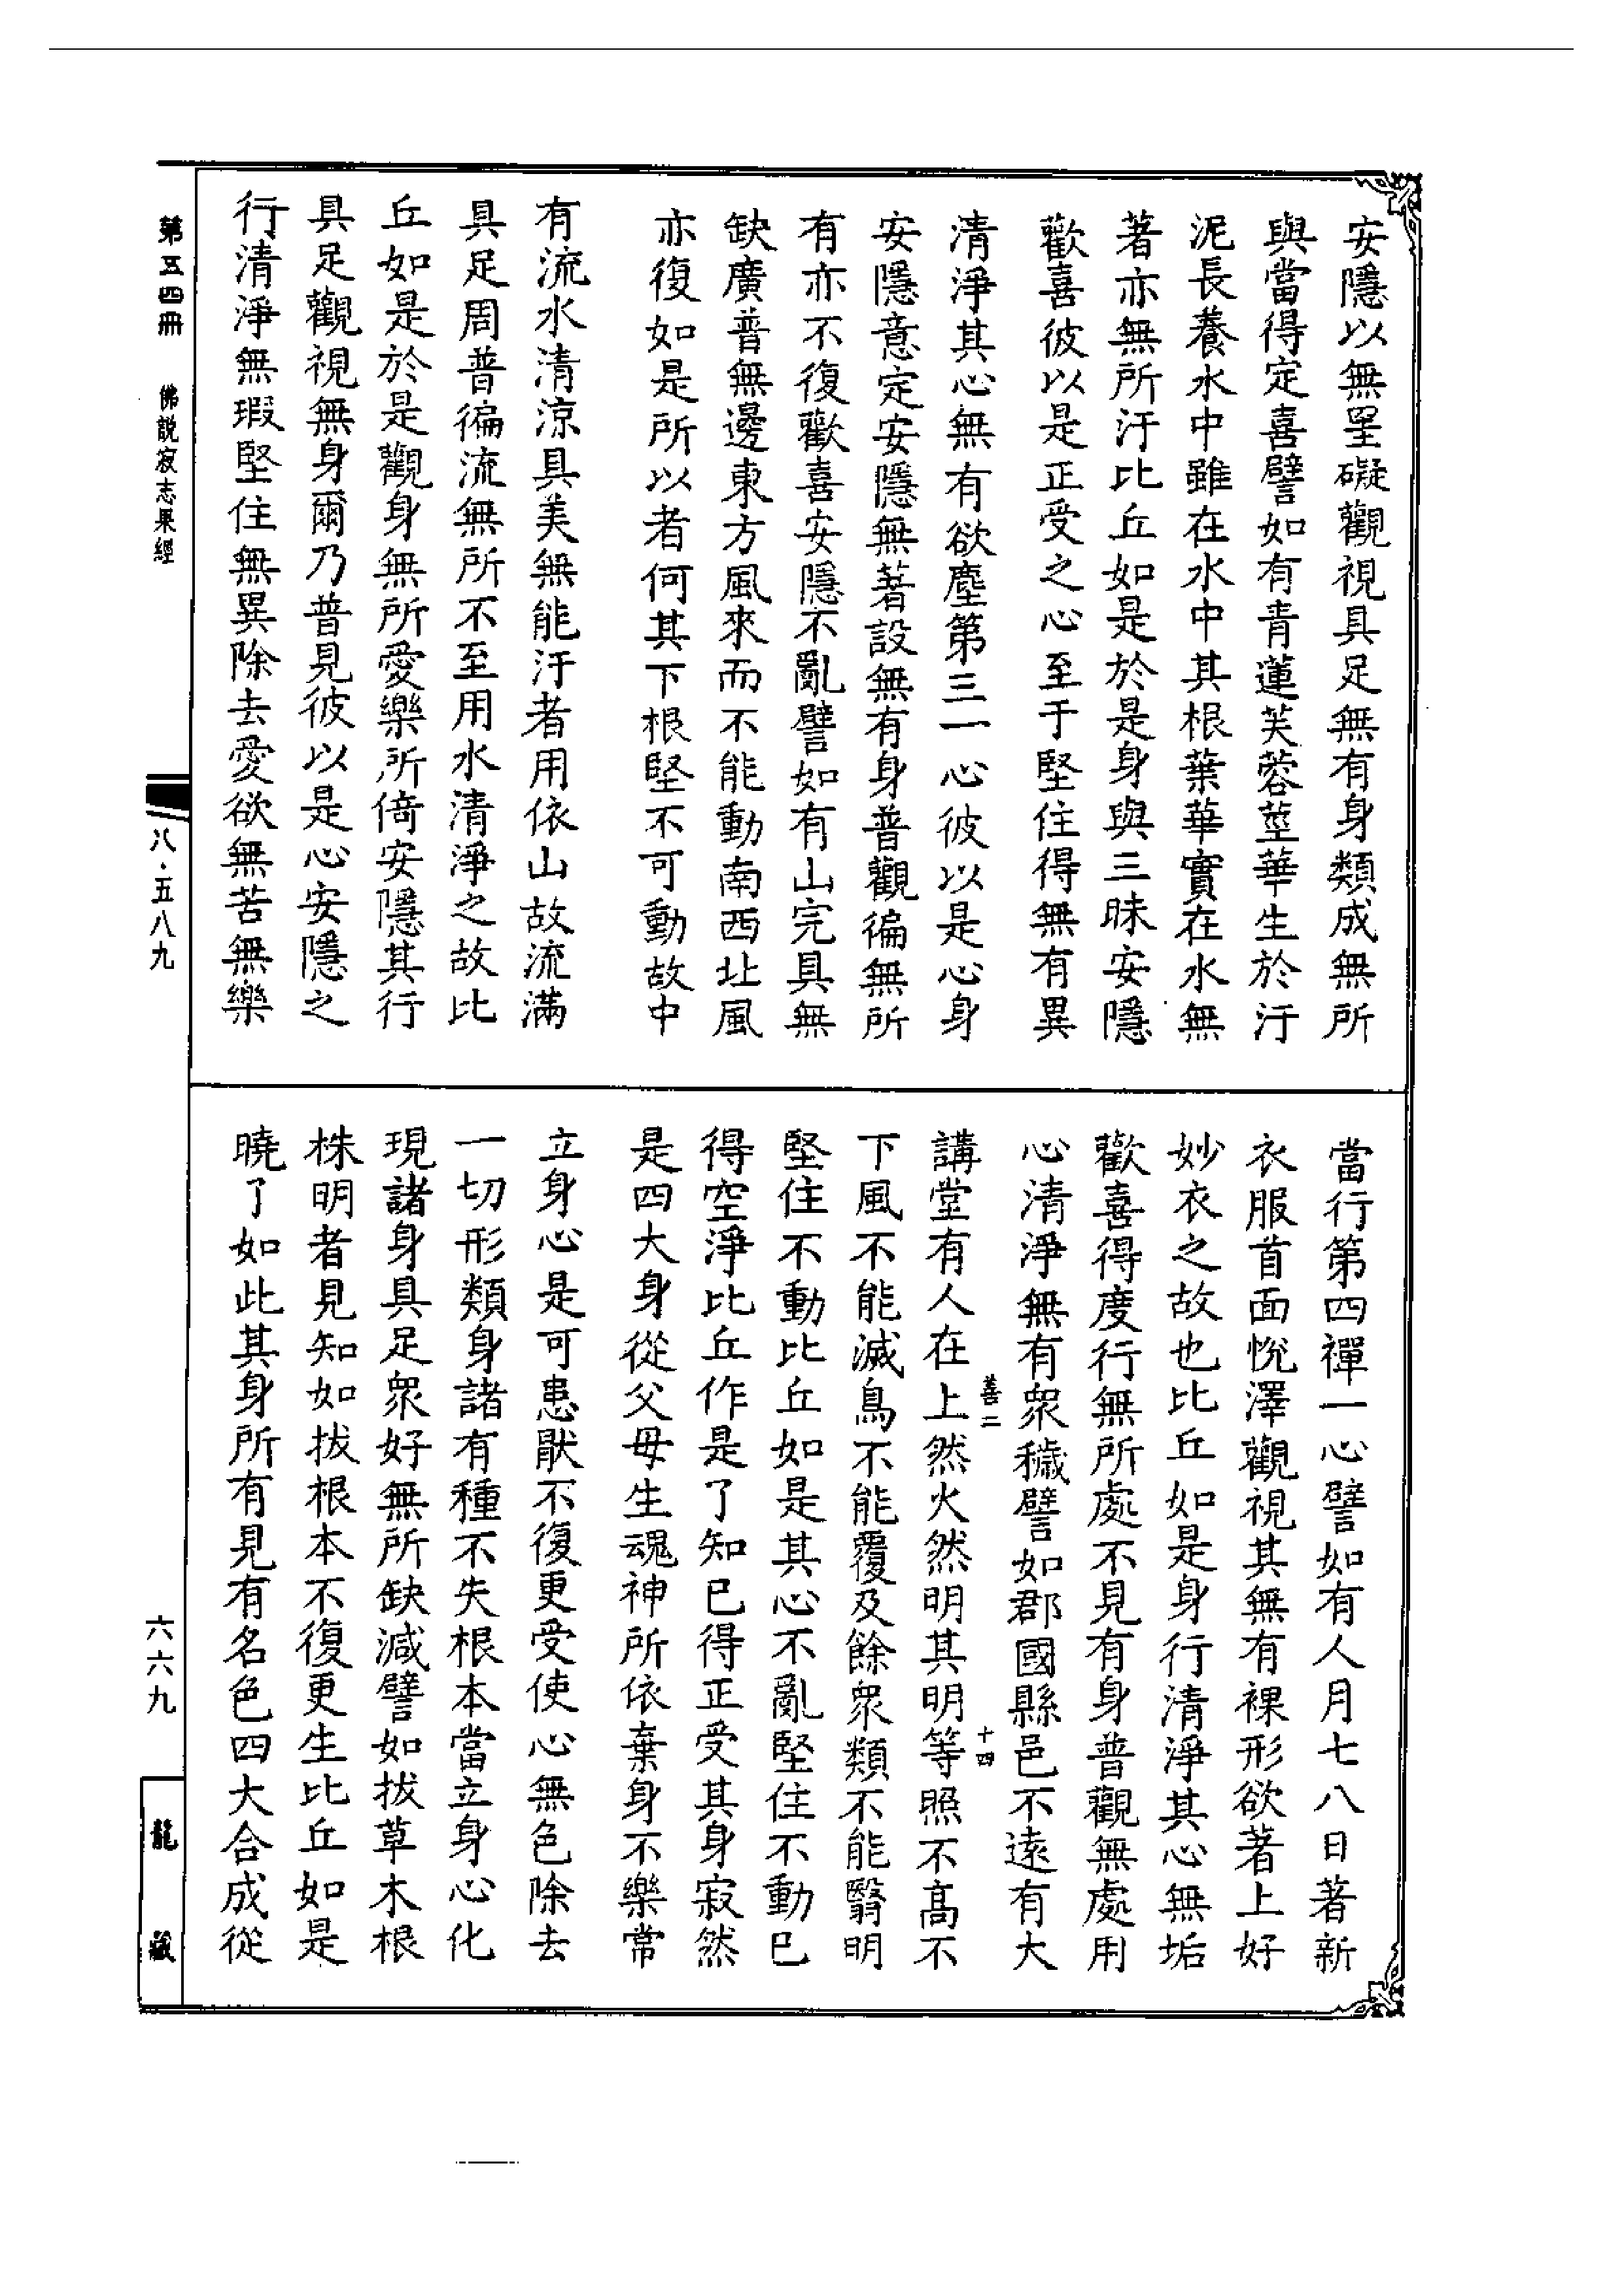 安隱以無罣礙觀視具足無有身類成無所
與當得定喜譬如有青蓮芙蓉莖華生於汙
泥長養水中雖在水中其根葉華實在水無
著亦無所汙比丘如是於是身與三昧安隱
歡喜彼以是正受之心至于堅住得無有異
清淨其心無有欲塵第三一心彼以是心身
安隱意定安隱無著設無有身普觀徧無所
有亦不復歡喜安隱不亂譬如有山完具無
缺廣普無邊東方風來而不能動南西北風
亦復如是所以者何其下根堅不可動故中
有流水清涼具美無能汙者用依山故流滿
具足周普徧流無所不至用水清淨之故比
丘如是於是觀身無所愛樂所倚安隱其行
具足觀視無身爾乃普見彼以是心安隱之
行清淨無瑕堅住無異除去愛欲無苦無樂
當行第四禪一心譬如有人月七八日著新
衣服首面悅澤觀視其無有裸形欲著上好
妙衣之故也比丘如是身行清淨其心無垢
歡喜得度行無所處不見有身普觀無處用
心清淨無有眾穢譬如郡國縣邑不遠有大
善二 十四
講堂有人在上然火然明其明等照不高不
下風不能滅鳥不能覆及餘眾類不能翳明
堅住不動比丘如是其心不亂堅住不動已
得空淨比丘作是了知已得正受其身寂然
是四大身從父母生魂神所依棄身不樂常
立身心是可患猒不復更受使心無色除去
一切形類身諸有種不失根本當立身心化
現諸身具足眾好無所缺減譬如拔草木根
株明者見知如拔根本不復更生比丘如是
曉了如此其身所有見有名色四大合成從
第五四冊 佛說寂志果經
八·五八九
六六九
龍藏